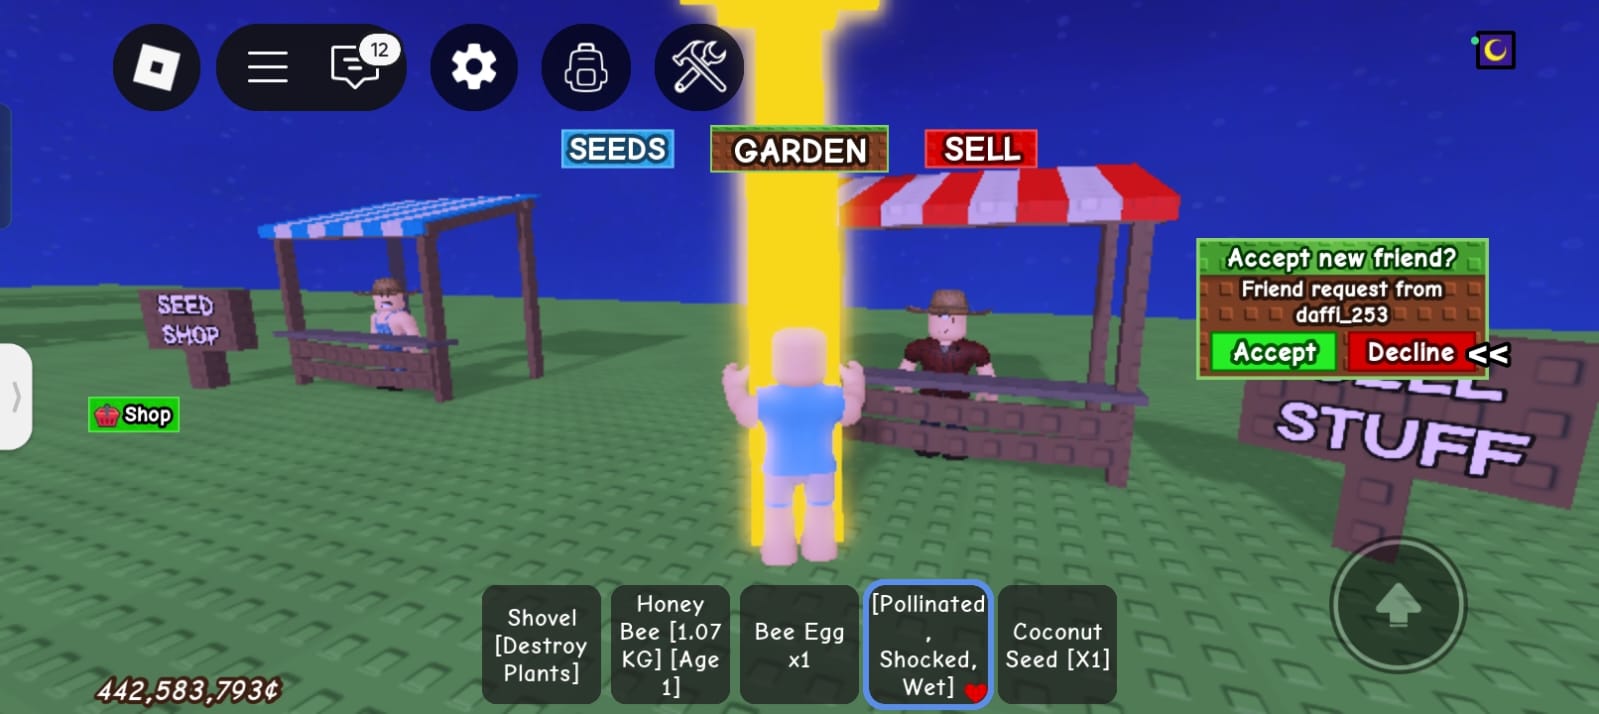 12
SEEDS
GARDEN
SELL
Accept new friend?
Friend request from
daffl_253
Accept
Decline <<
SEED
SHOP
Shop
STUFF
Shovel
[Destroy
Plants]
Honey
Bee [1.07
KG] [Age
1]
Bee Egg
x1
[Pollinated
,
Shocked,
Wet]
Coconut
Seed [X1]
442,583,793¢